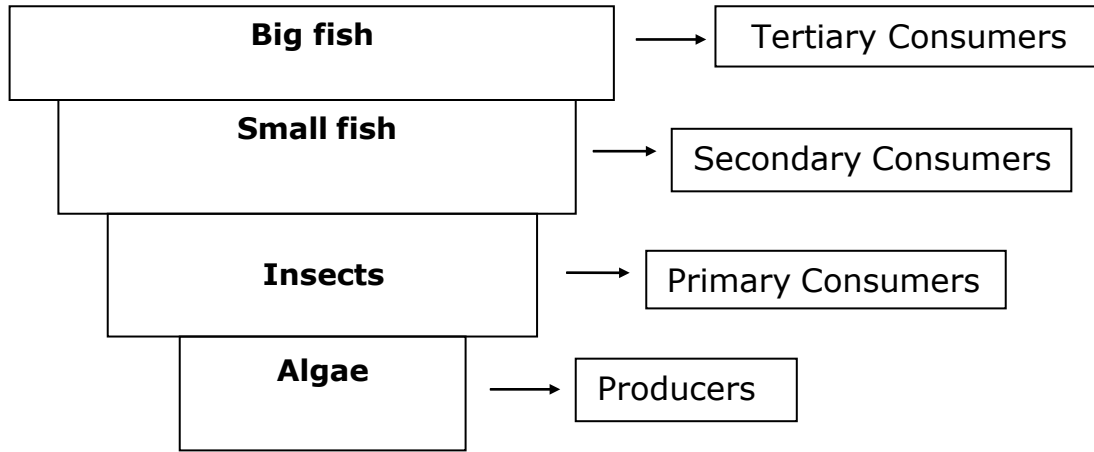 Big fish
Tertiary Consumers
Small fish
Secondary Consumers
Insects
Primary Consumers
Algae
Producers